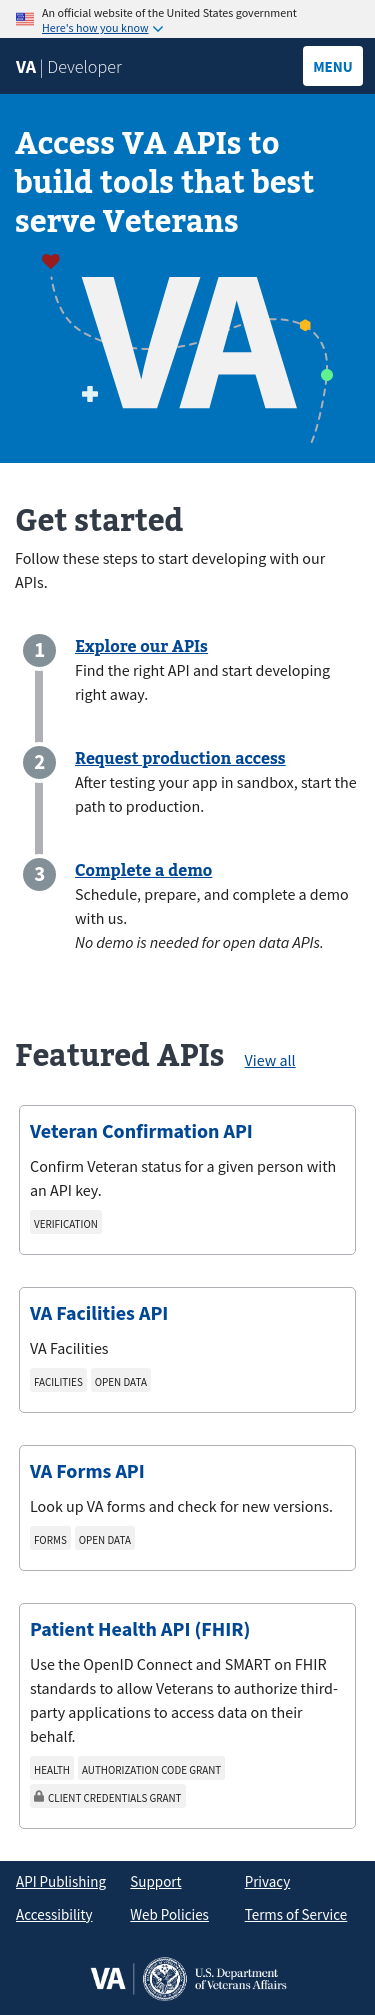 An official website of the United States government
Here's how you know
VA | Developer
MENU
Access VA APIs to
build tools that best
serve Veterans
VA
Get started
Follow these steps to start developing with our
APIs.
1
Explore our APIs
Find the right API and start developing
right away.
2
Request production access
After testing your app in sandbox, start the
path to production.
3
Complete a demo
Schedule, prepare, and complete a demo
with us.
No demo is needed for open data APIs.
Featured APIs View all
Veteran Confirmation API
Confirm Veteran status for a given person with
an API key.
VERIFICATION
VA Facilities API
VA Facilities
FACILITIES OPEN DATA
VA Forms API
Look up VA forms and check for new versions.
FORMS OPEN DATA
Patient Health API (FHIR)
Use the OpenID Connect and SMART on FHIR
standards to allow Veterans to authorize third-
party applications to access data on their
behalf.
HEALTH AUTHORIZATION CODE GRANT
CLIENT CREDENTIALS GRANT
API Publishing Support Privacy
Accessibility Web Policies Terms of Service
VA
U.S. Department
of Veterans Affairs